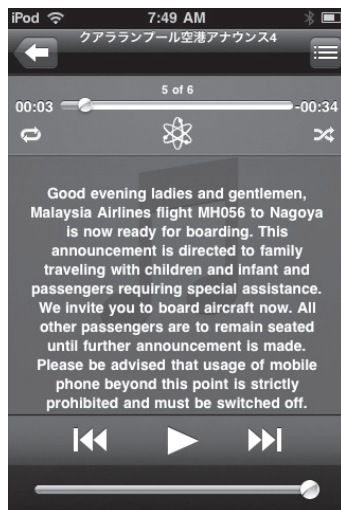 iPod 7:49 AM
クアラランプール空港アナウンス4
5 of 6
00:03 -00:34
Good evening ladies and gentlemen,
Malaysia Airlines flight MH056 to Nagoya
is now ready for boarding. This
announcement is directed to family
traveling with children and infant and
passengers requiring special assistance.
We invite you to board aircraft now. All
other passengers are to remain seated
until further announcement is made.
Please be advised that usage of mobile
phone beyond this point is strictly
prohibited and must be switched off.